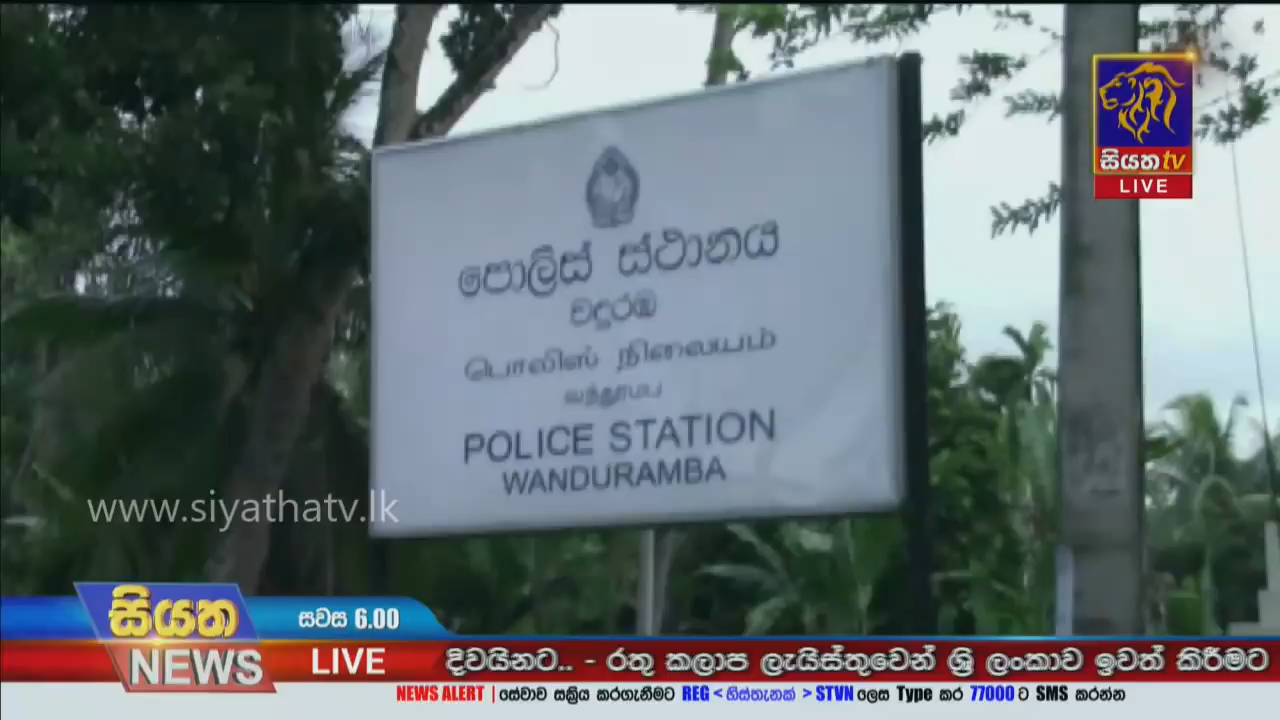 සියත tv
LIVE
පොලිස් ස්ථානය
වඳුරඹ
பொலிஸ் நிலையம்
POLICE STATION
WANDURAMBA
www.siyathatv.lk
සියත
NEWS
සවස 6.00
LIVE
දිවයිනට.. - රතු කලාප ලැයිස්තුවෙන් ශ්‍රී ලංකාව ඉවත් කිරීමට
NEWS ALERT | සේවාව සක්‍රිය කරගැනීමට REG < හිස්තැනක් > STVN ලෙස Type කර 77000 ට SMS කරන්න